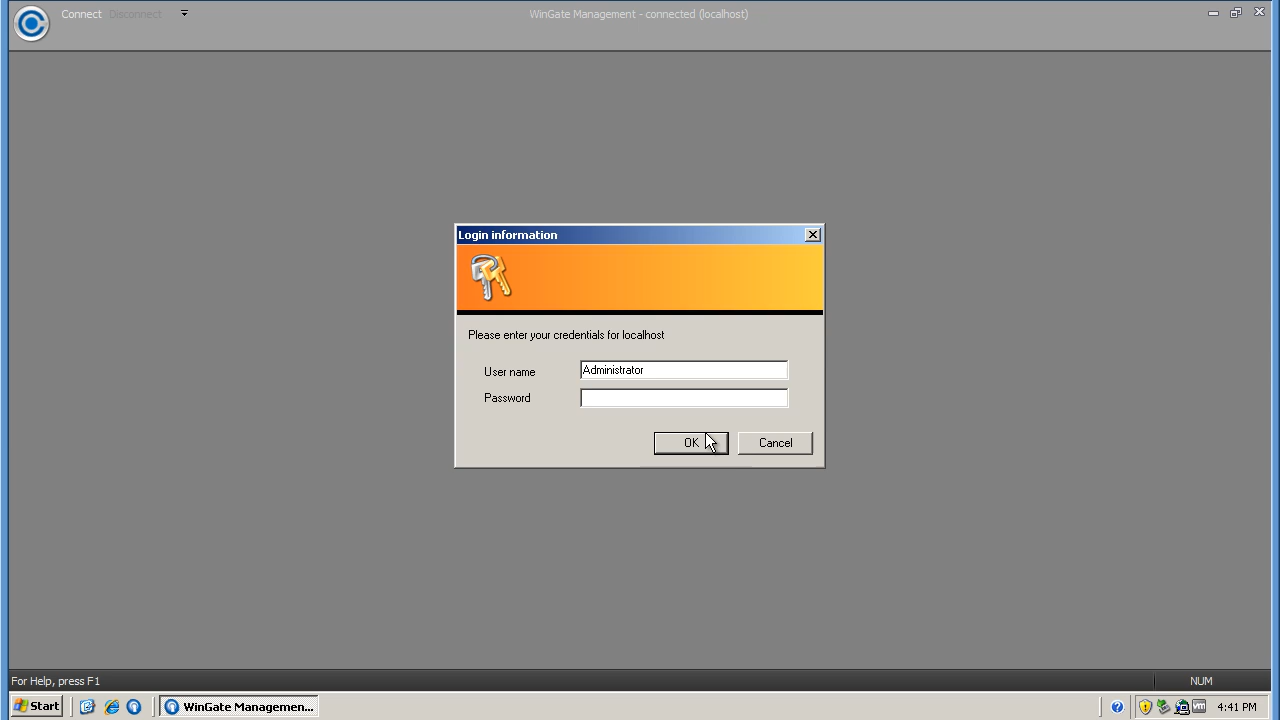 Connect Disconnect
WinGate Management - connected (localhost)
Login information
Please enter your credentials for localhost
User name Administrator
Password
OK Cancel
For Help, press F1
NUM
Start
WinGate Managemen...
4:41 PM